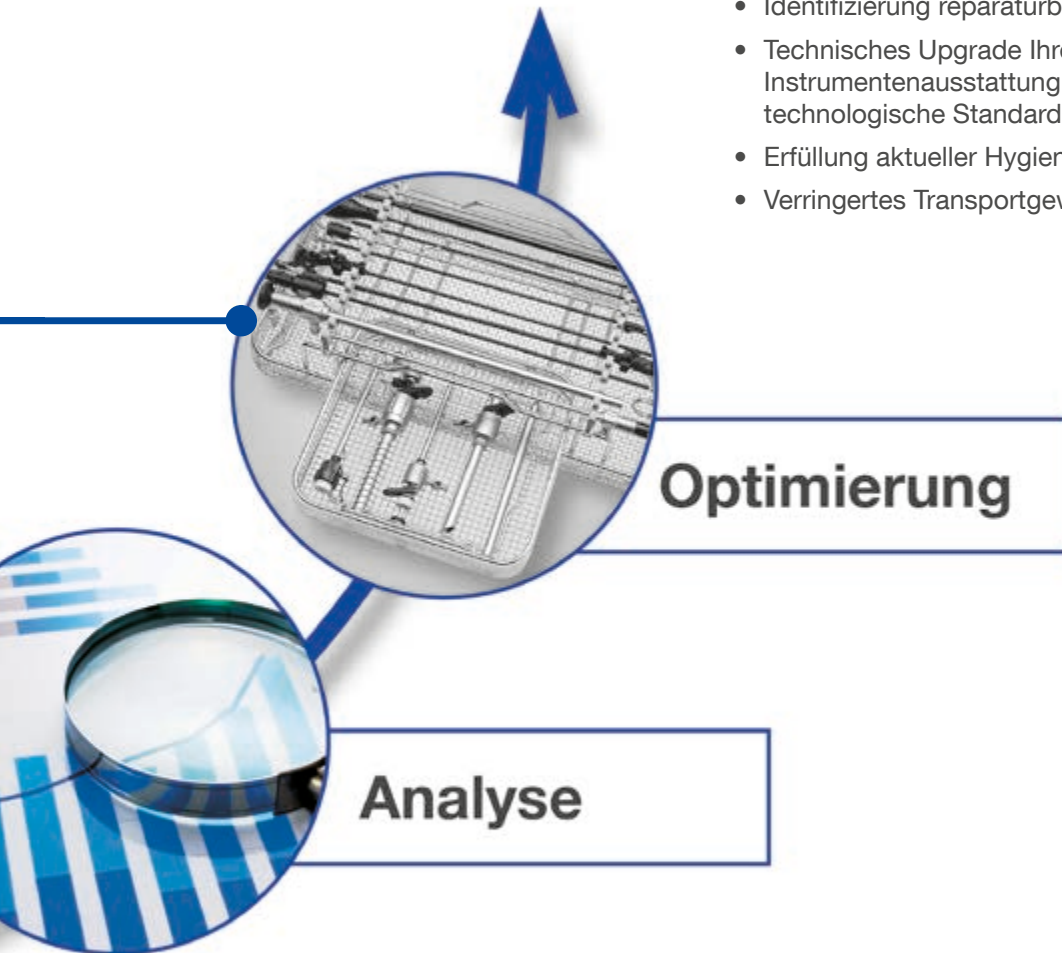 • Identifizierung
• Technisches Upgrade
Instrumentenausstattung
technologische
• Erfüllung aktueller
• Verringertes
Optimierung
Analyse